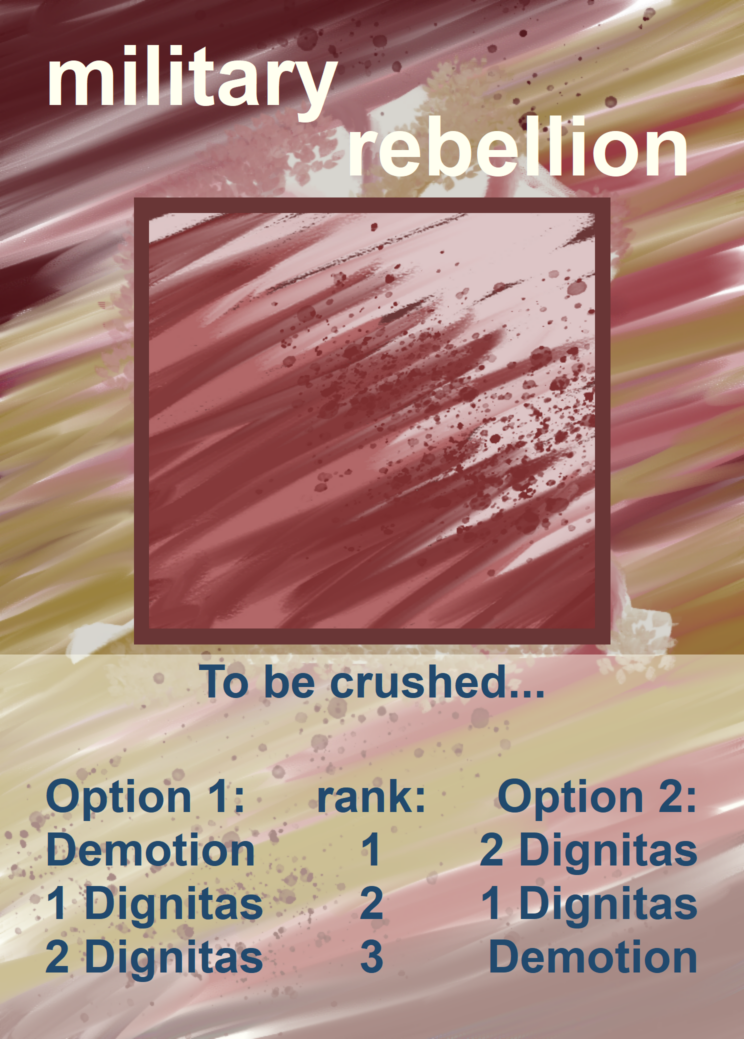 military
rebellion
To be crushed...
Option 1: rank: Option 2:
Demotion 1 2 Dignitas
1 Dignitas 2 1 Dignitas
2 Dignitas 3 Demotion